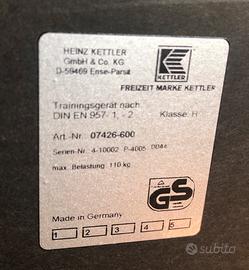 HEINZ KETTLER
GmbH & Co. KG
D-59469 Ense-Parsit
KETTLER
FREIZEIT MARKE KETTLER
Trainingsgerät nach
DIN EN 957- 1, - 2
Klasse: H
Art.-Nr. 07426-600
Serien-Nr. 4-10002 P-4005 DD44
max. Belastung: 110 kg
GS
Made in Germany
1 2 3 4 5
subito